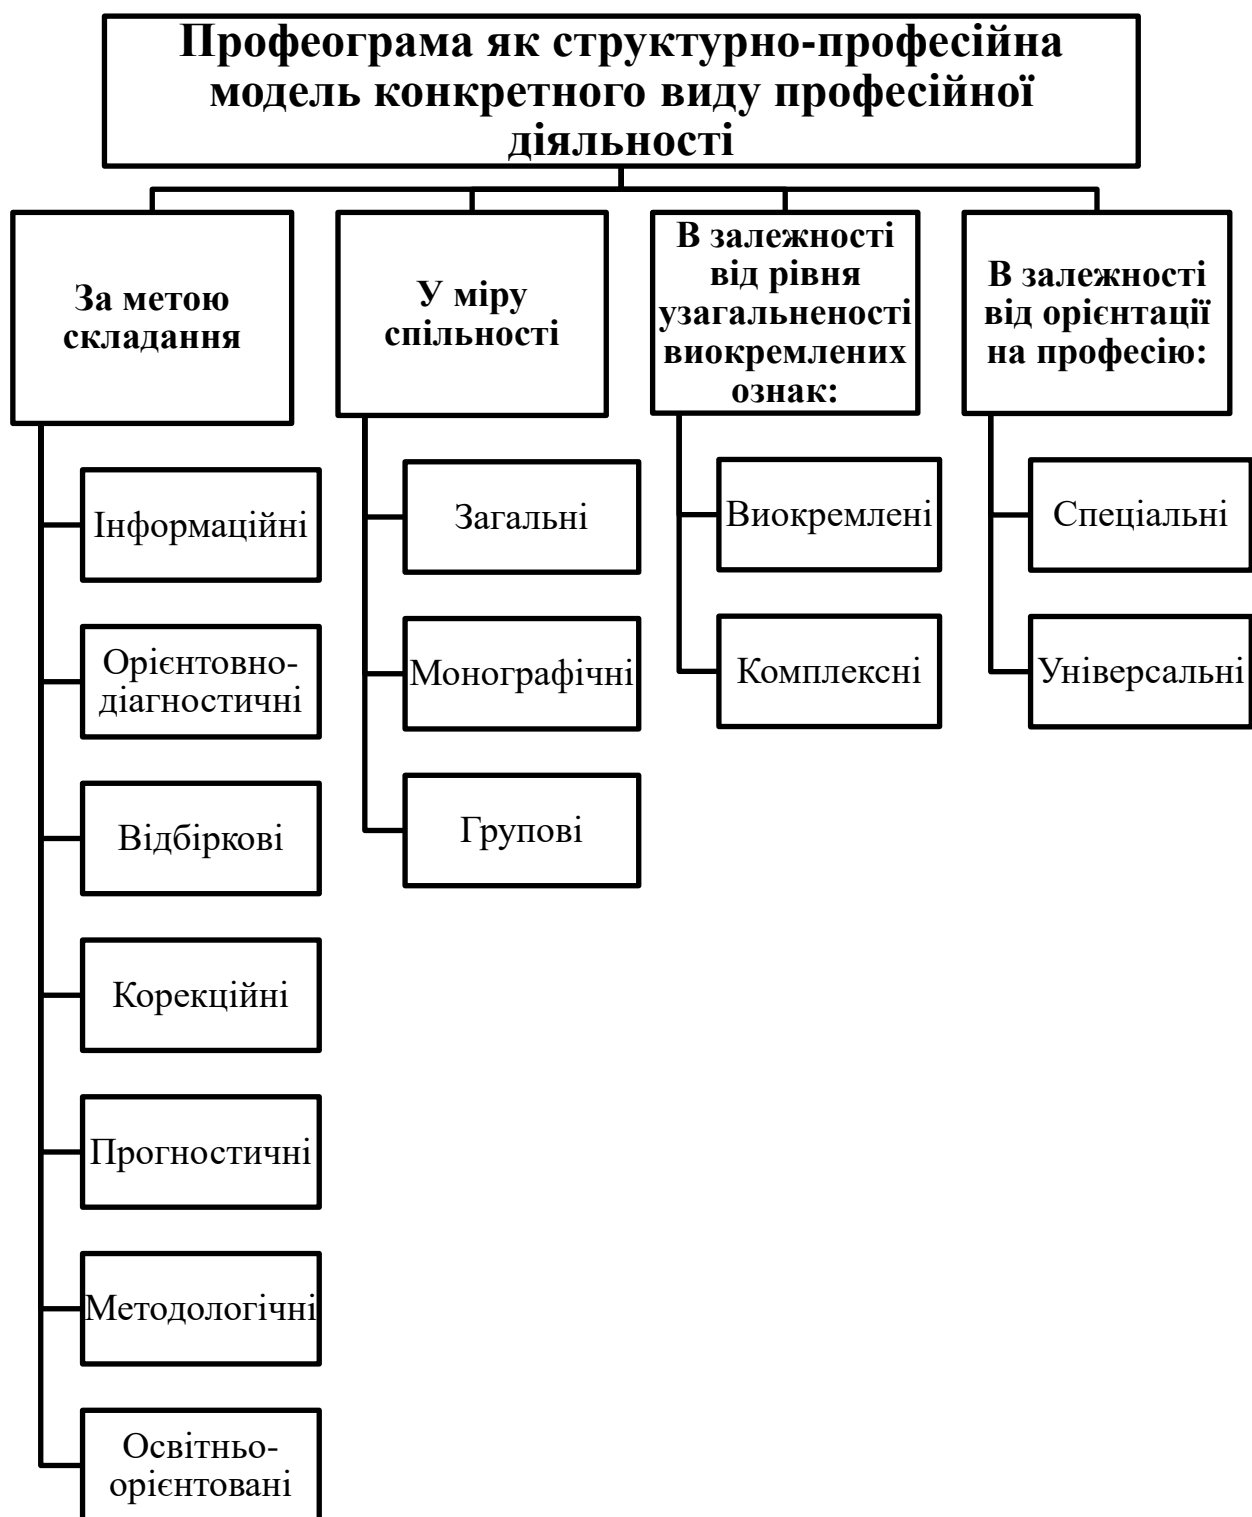 Профеограма як структурно-професійна
модель конкретного виду професійної
діяльності
За метою
складання
Інформаційні
Орієнтовно-
діагностичні
Відбіркові
Корекційні
Прогностичні
Методологічні
Освітньо-
орієнтовані
У міру
спільності
Загальні
Монографічні
Групові
В залежності
від рівня
узагальненості
виокремлених
ознак:
Виокремлені
Комплексні
В залежності
від орієнтації
на професію:
Спеціальні
Універсальні